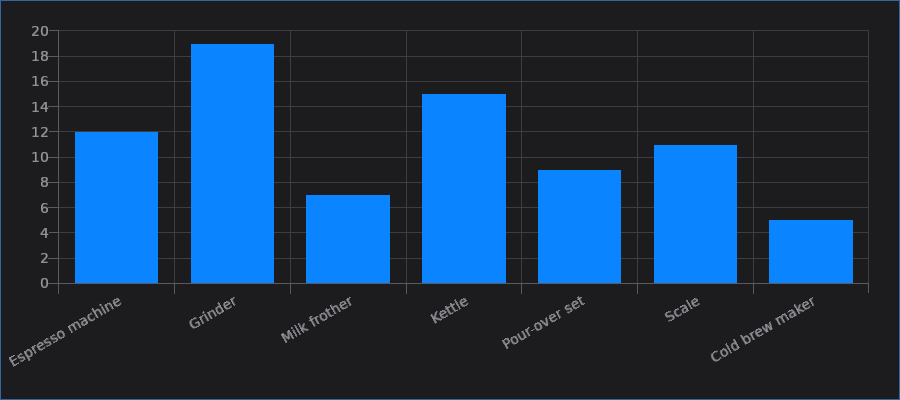 20
18
16
14
12
10
8
6
4
2
0
Espresso machine
Grinder
Milk frother
Kettle
Pour-over set
Scale
Cold brew maker